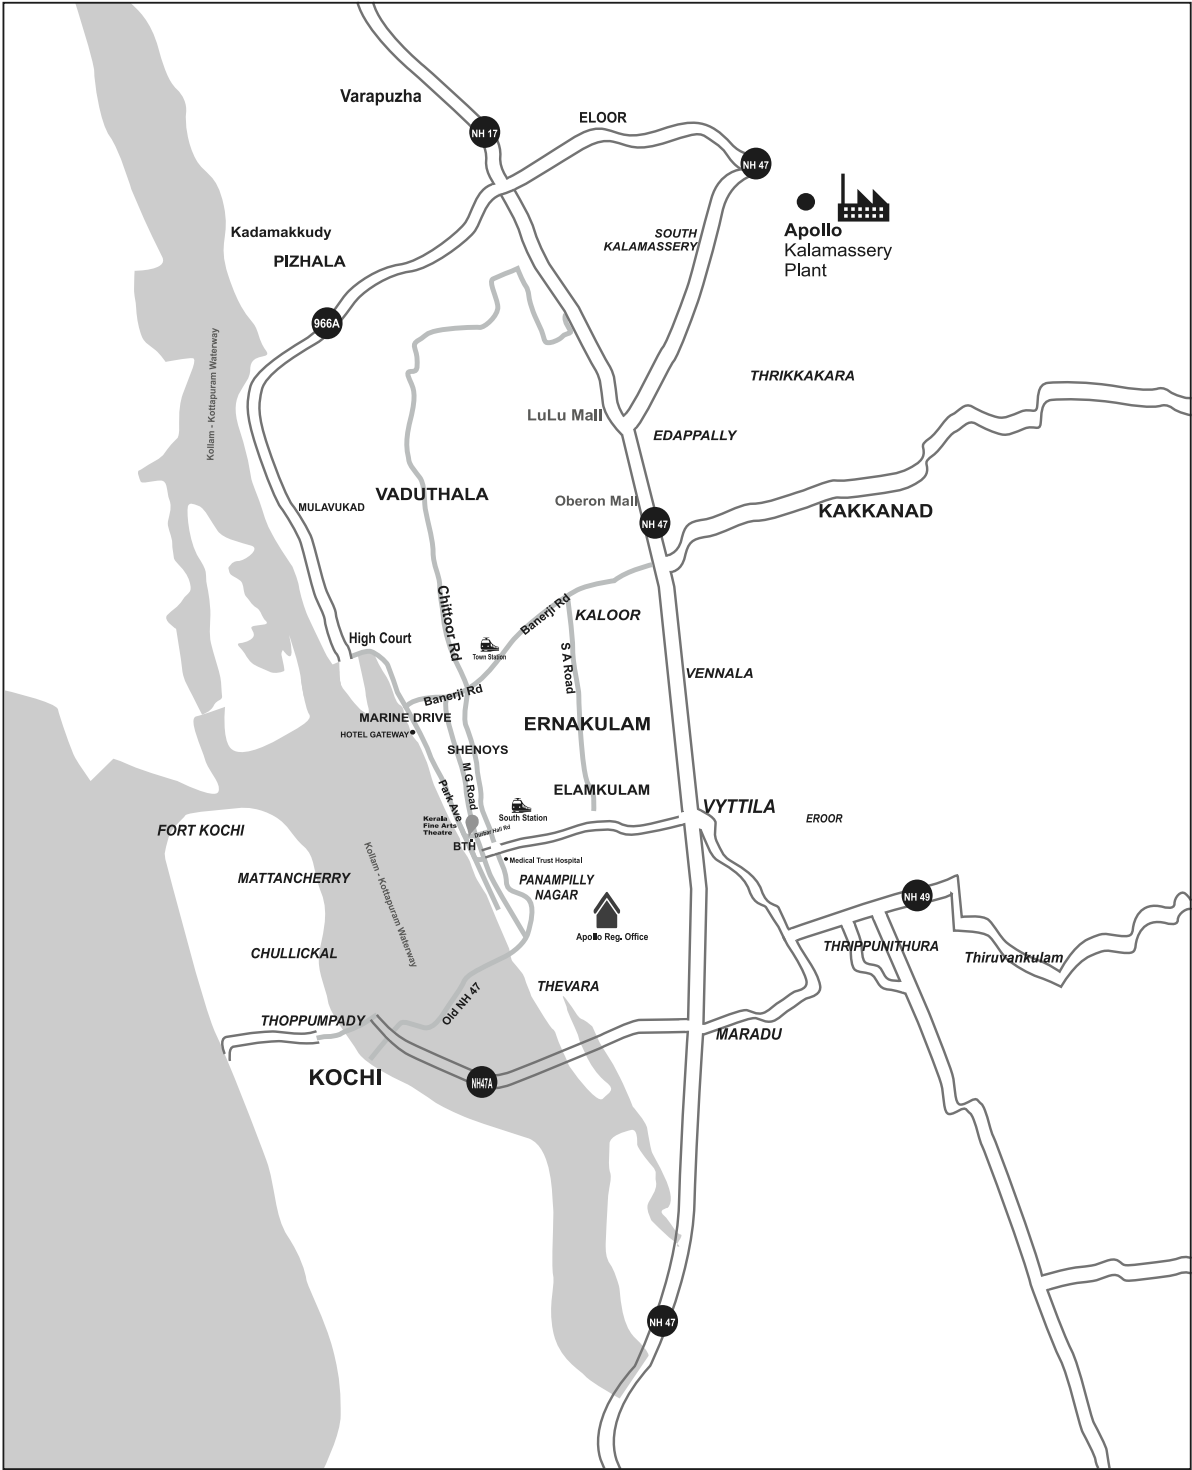 Varapuzha
ELOOR
NH 17
NH 47
SOUTH
KALAMASSERY
Apollo
Kalamassery
Plant
Kadamakkudy
PIZHALA
966A
Kollam - Kottapuram Waterway
THRIKKAKARA
LuLu Mall
EDAPPALLY
VADUTHALA
MULAVUKAD
Oberon Mall
NH 47
KAKKANAD
Chittoor Rd
Banerji Rd
KALOOR
High Court
Town Station
S A Road
VENNALA
Banerji Rd
MARINE DRIVE
HOTEL GATEWAY
ERNAKULAM
SHENOYS
M G Road
Park Ave
ELAMKULAM
South Station
VYTTILA
EROOR
Kerala
Fine Arts
Theatre
Durbar Hall Rd
BTH
FORT KOCHI
Medical Trust Hospital
MATTANCHERRY
Kollam - Kottapuram Waterway
PANAMPILLY
NAGAR
NH 49
Apollo Reg. Office
CHULLICKAL
THRIPPUNITHURA
Thiruvankulam
THEVARA
Old NH 47
THOPPUMPADY
MARADU
KOCHI
NH47A
NH 47